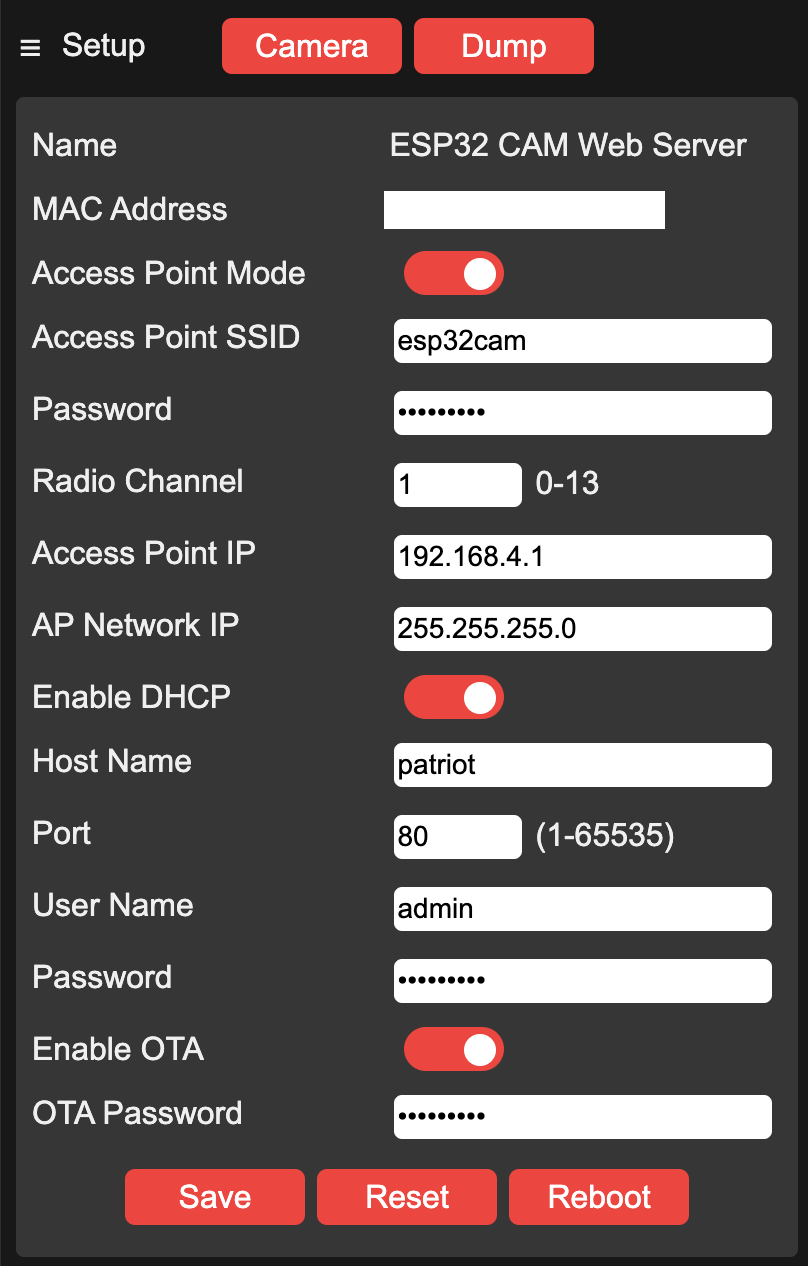 ≡ Setup Camera Dump
Name ESP32 CAM Web Server
MAC Address
Access Point Mode
Access Point SSID esp32cam
Password •••••••••
Radio Channel 1 0-13
Access Point IP 192.168.4.1
AP Network IP 255.255.255.0
Enable DHCP
Host Name patriot
Port 80 (1-65535)
User Name admin
Password •••••••••
Enable OTA
OTA Password •••••••••
Save Reset Reboot